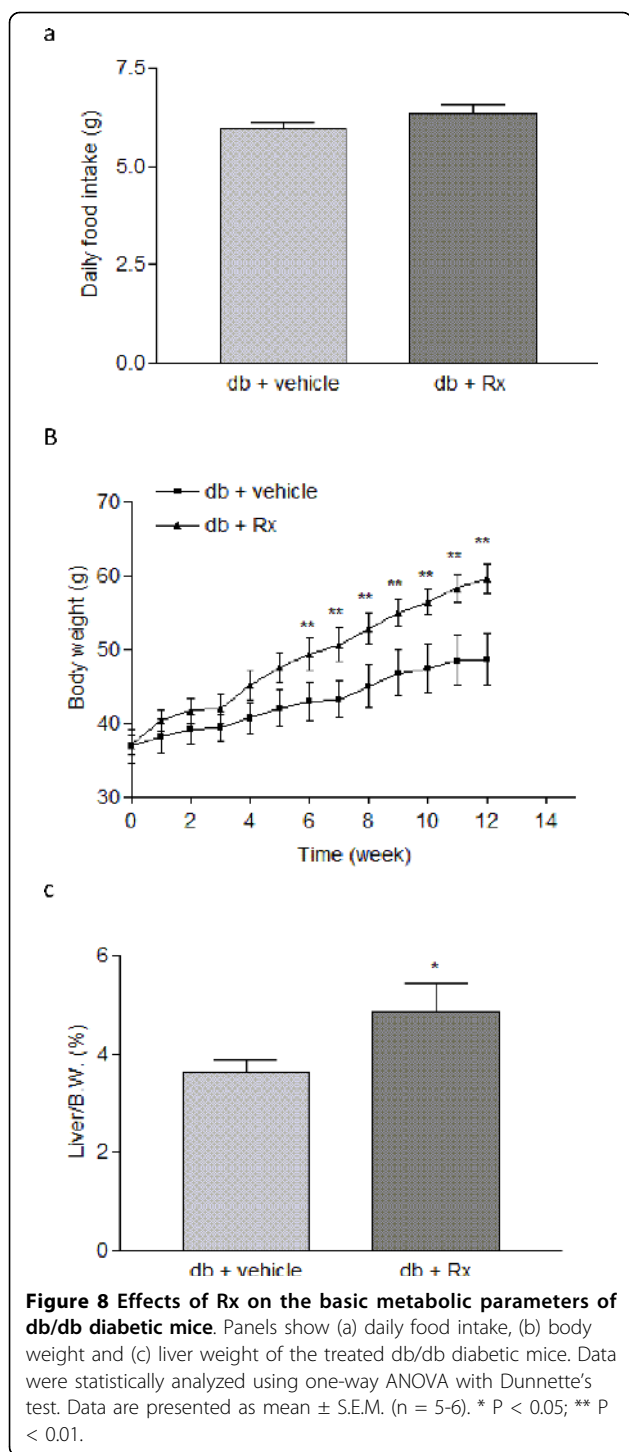 a
7.5
5.0
2.5
0.0
Daily food intake (g)
db + vehicle
db + Rx
B
db + vehicle
db + Rx
70
60
50
40
30
Body weight (g)
** ** ** ** ** ** **
0 2 4 6 8 10 12 14
Time (week)
c
6
4
2
0
Liver/B.W. (%)
*
db + vehicle
db + Rx
Figure 8 Effects of Rx on the basic metabolic parameters of
db/db diabetic mice. Panels show (a) daily food intake, (b) body
weight and (c) liver weight of the treated db/db diabetic mice. Data
were statistically analyzed using one-way ANOVA with Dunnette's
test. Data are presented as mean ± S.E.M. (n = 5-6). * P < 0.05; ** P
< 0.01.